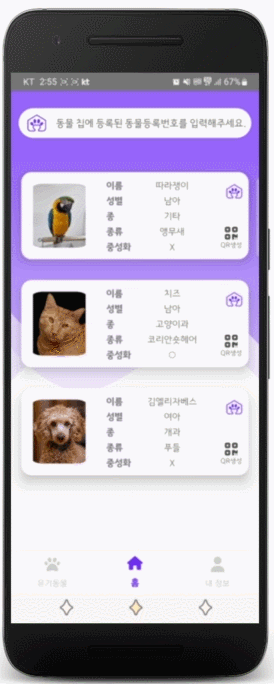 KT 2:55 kt 67%
동물 칩에 등록된 동물등록번호를 입력해주세요.
이름 따라쟁이
성별 남아
종 기타
종류 앵무새
중성화 X
QR생성
이름 치즈
성별 남아
종 고양이과
종류 코리안숏헤어
중성화 ○
QR생성
이름 김엘리자베스
성별 여아
종 개과
종류 푸들
중성화 X
QR생성
유기동물 홈 내 정보